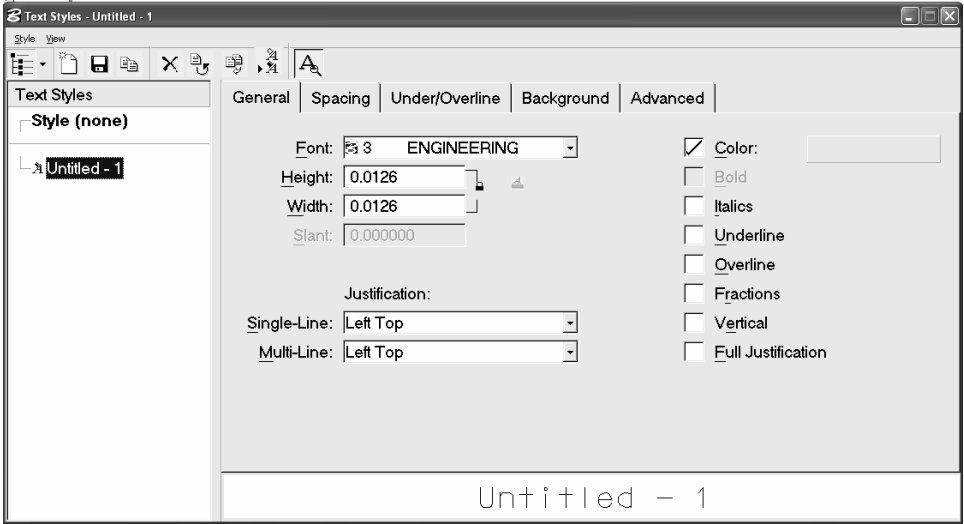 Text Styles - Untitled - 1
Style View
Text Styles
Style (none)
Untitled - 1
General Spacing Under/Overline Background Advanced
Font: 3 ENGINEERING
Height: 0.0126
Width: 0.0126
Slant: 0.000000
Justification:
Single-Line: Left Top
Multi-Line: Left Top
Color:
Bold
Italics
Underline
Overline
Fractions
Vertical
Full Justification
Untitled - 1